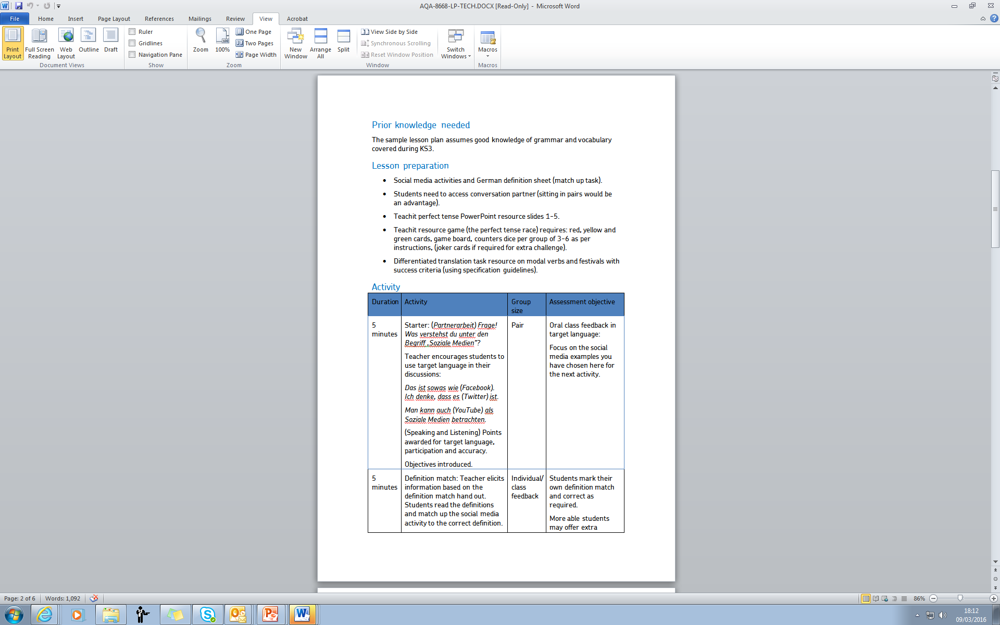 AQA-8668-LP-TECH.DOCX [Read-Only] - Microsoft Word
File Home Insert Page Layout References Mailings Review View Acrobat
Print Layout
Full Screen Reading
Web Layout
Outline
Draft
Document Views
Ruler
Gridlines
Navigation Pane
Show
Zoom
100%
One Page
Two Pages
Page Width
Zoom
New Window
Arrange All
Split
View Side by Side
Synchronous Scrolling
Reset Window Position
Window
Switch Windows
Macros
Macros
Prior knowledge needed
The sample lesson plan assumes good knowledge of grammar and vocabulary
covered during KS3.
Lesson preparation
• Social media activities and German definition sheet (match up task).
• Students need to access conversation partner (sitting in pairs would be
an advantage).
• Teachit perfect tense PowerPoint resource slides 1-5.
• Teachit resource game (the perfect tense race) requires: red, yellow and
green cards, game board, counters dice per group of 3-6 as per
instructions, (joker cards if required for extra challenge).
• Differentiated translation task resource on modal verbs and festivals with
success criteria (using specification guidelines).
Activity
Duration
Activity
Group
size
Assessment objective
5
minutes
Starter: (Partnerarbeit) Frage!
Was verstehst du unter den
Begriff „Soziale Medien"?
Teacher encourages students to
use target language in their
discussions:
Das ist sowas wie (Facebook).
Ich denke, dass es (Twitter) ist.
Man kann auch (YouTube) als
Soziale Medien betrachten.
(Speaking and Listening) Points
awarded for target language,
participation and accuracy.
Objectives introduced.
Pair
Oral class feedback in
target language:
Focus on the social
media examples you
have chosen here for
the next activity.
5
minutes
Definition match: Teacher elicits
information based on the
definition match hand out.
Students read the definitions
and match up the social media
activity to the correct definition.
Individual/
class
feedback
Students mark their
own definition match
and correct as
required.
More able students
may offer extra
Page: 2 of 6 Words: 1,092
86%
18:12
09/03/2016